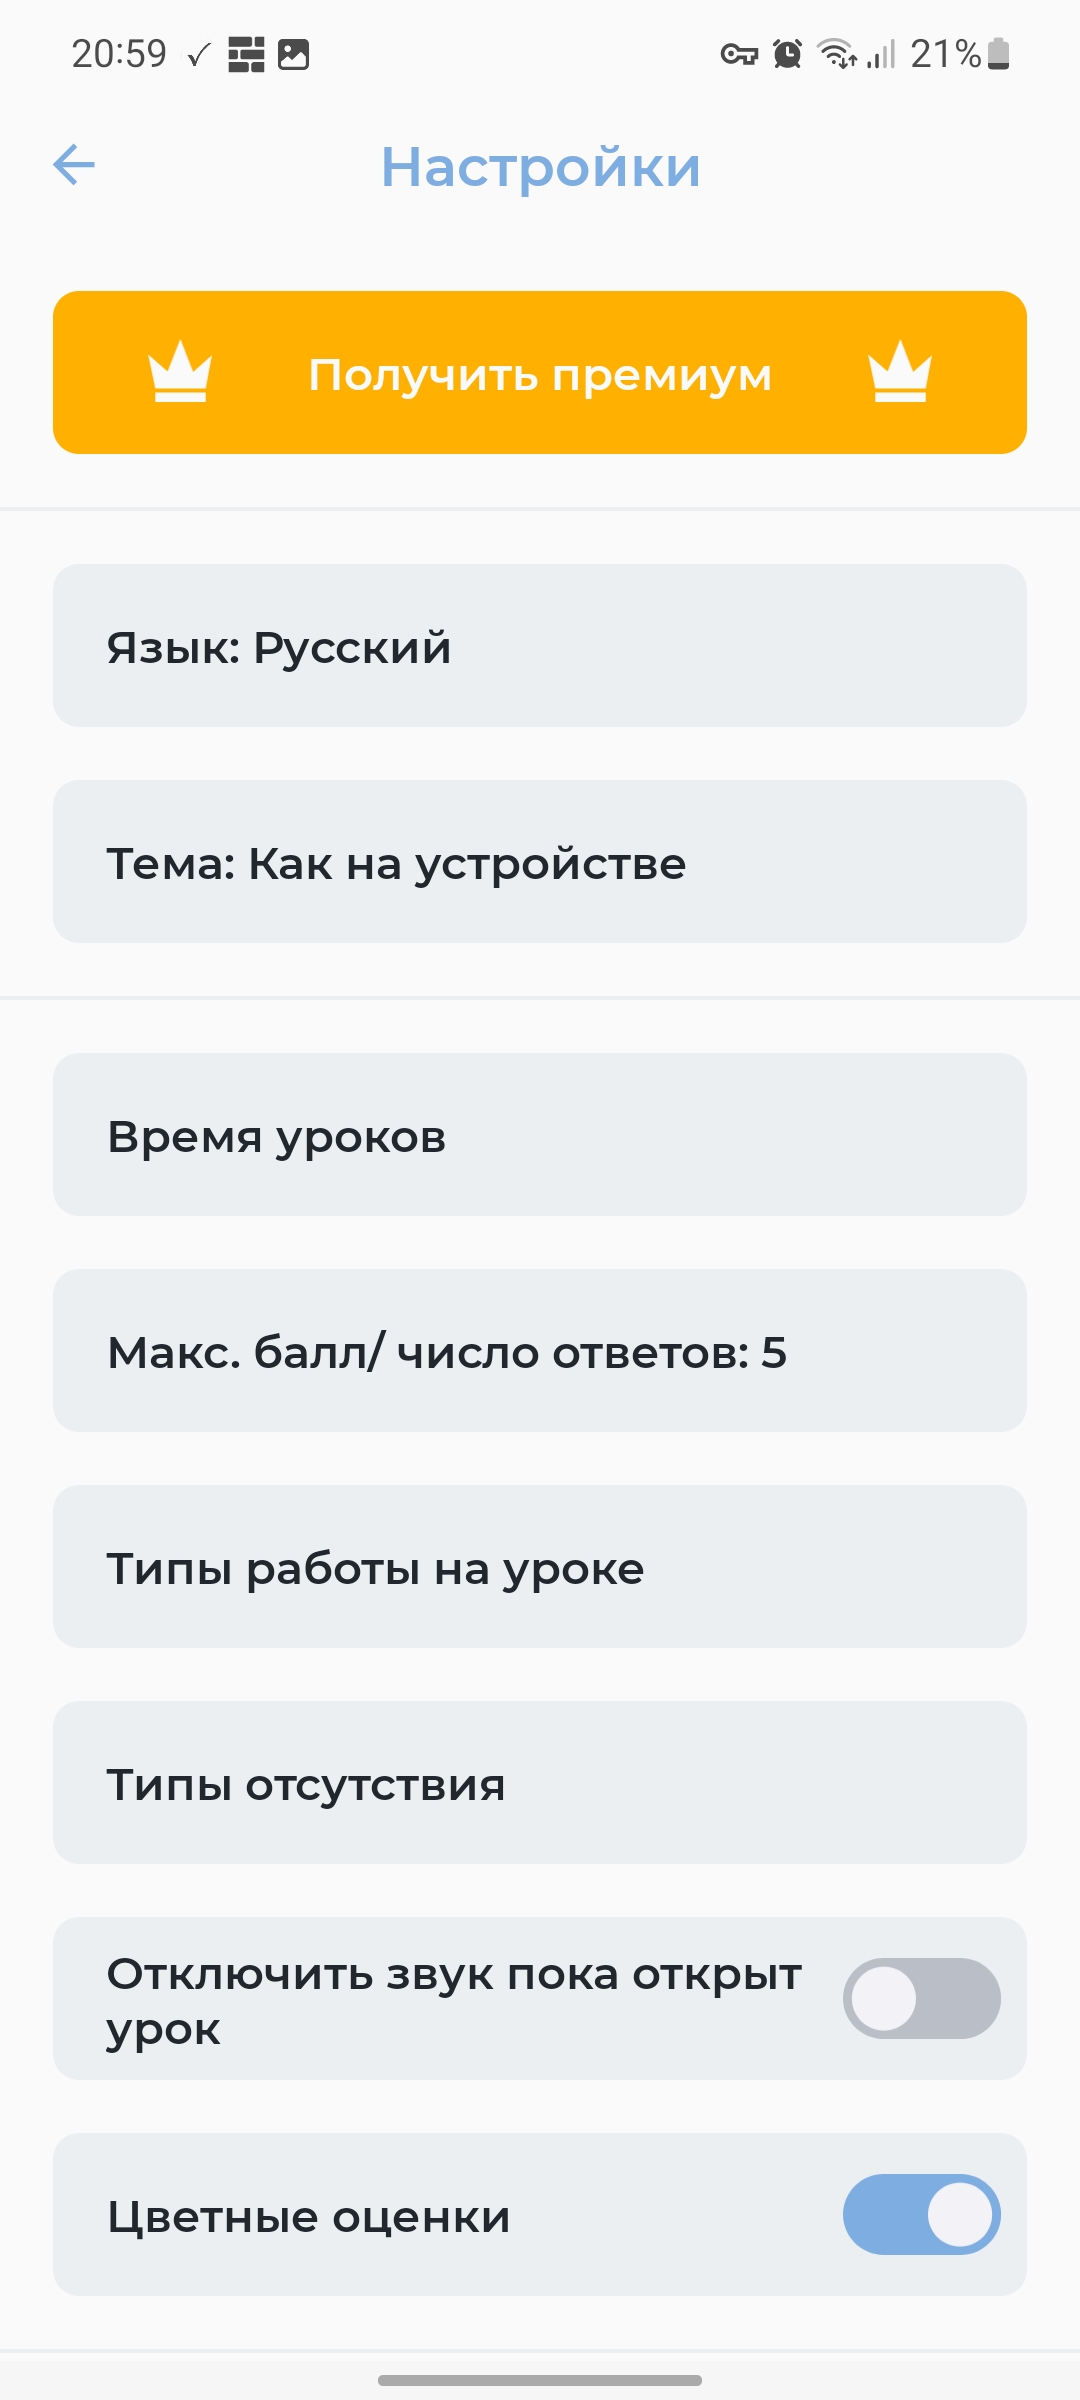 20:59
21%
Настройки
Получить премиум
Язык: Русский
Тема: Как на устройстве
Время уроков
Макс. балл/ число ответов: 5
Типы работы на уроке
Типы отсутствия
Отключить звук пока открыт
урок
Цветные оценки